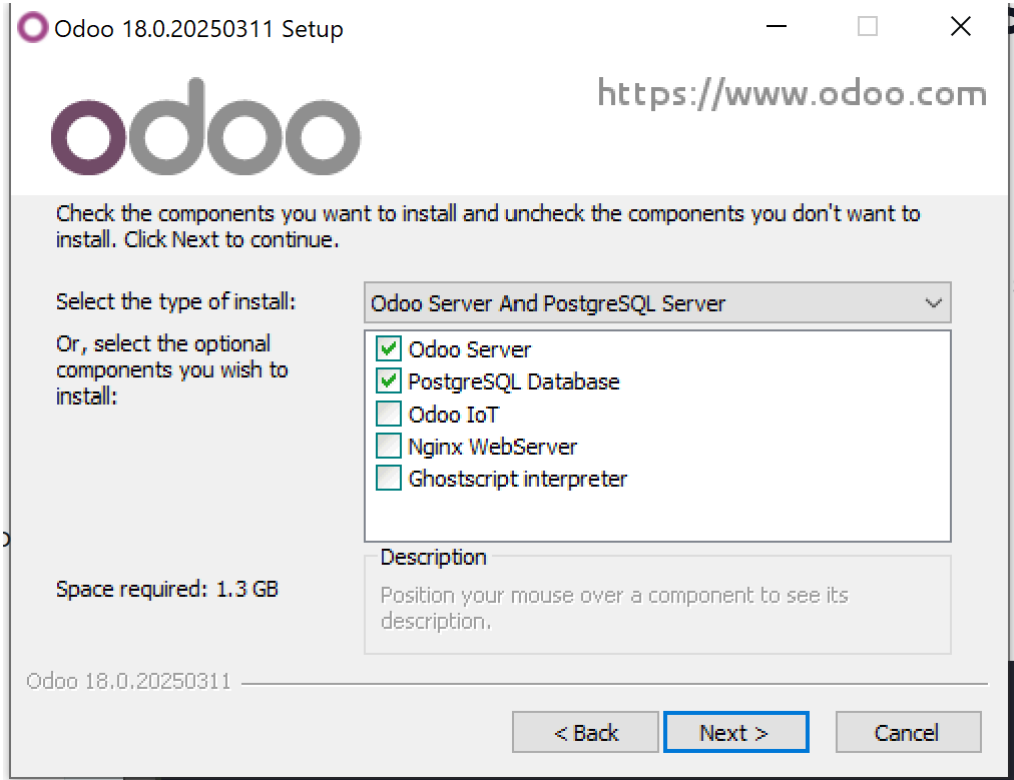 Odoo 18.0.20250311 Setup
odoo
https://www.odoo.com
Check the components you want to install and uncheck the components you don't want to
install. Click Next to continue.
Select the type of install:
Odoo Server And PostgreSQL Server
Or, select the optional
components you wish to
install:
Odoo Server
PostgreSQL Database
Odoo IoT
Nginx WebServer
Ghostscript interpreter
Space required: 1.3 GB
Description
Position your mouse over a component to see its
description.
Odoo 18.0.20250311
< Back
Next >
Cancel